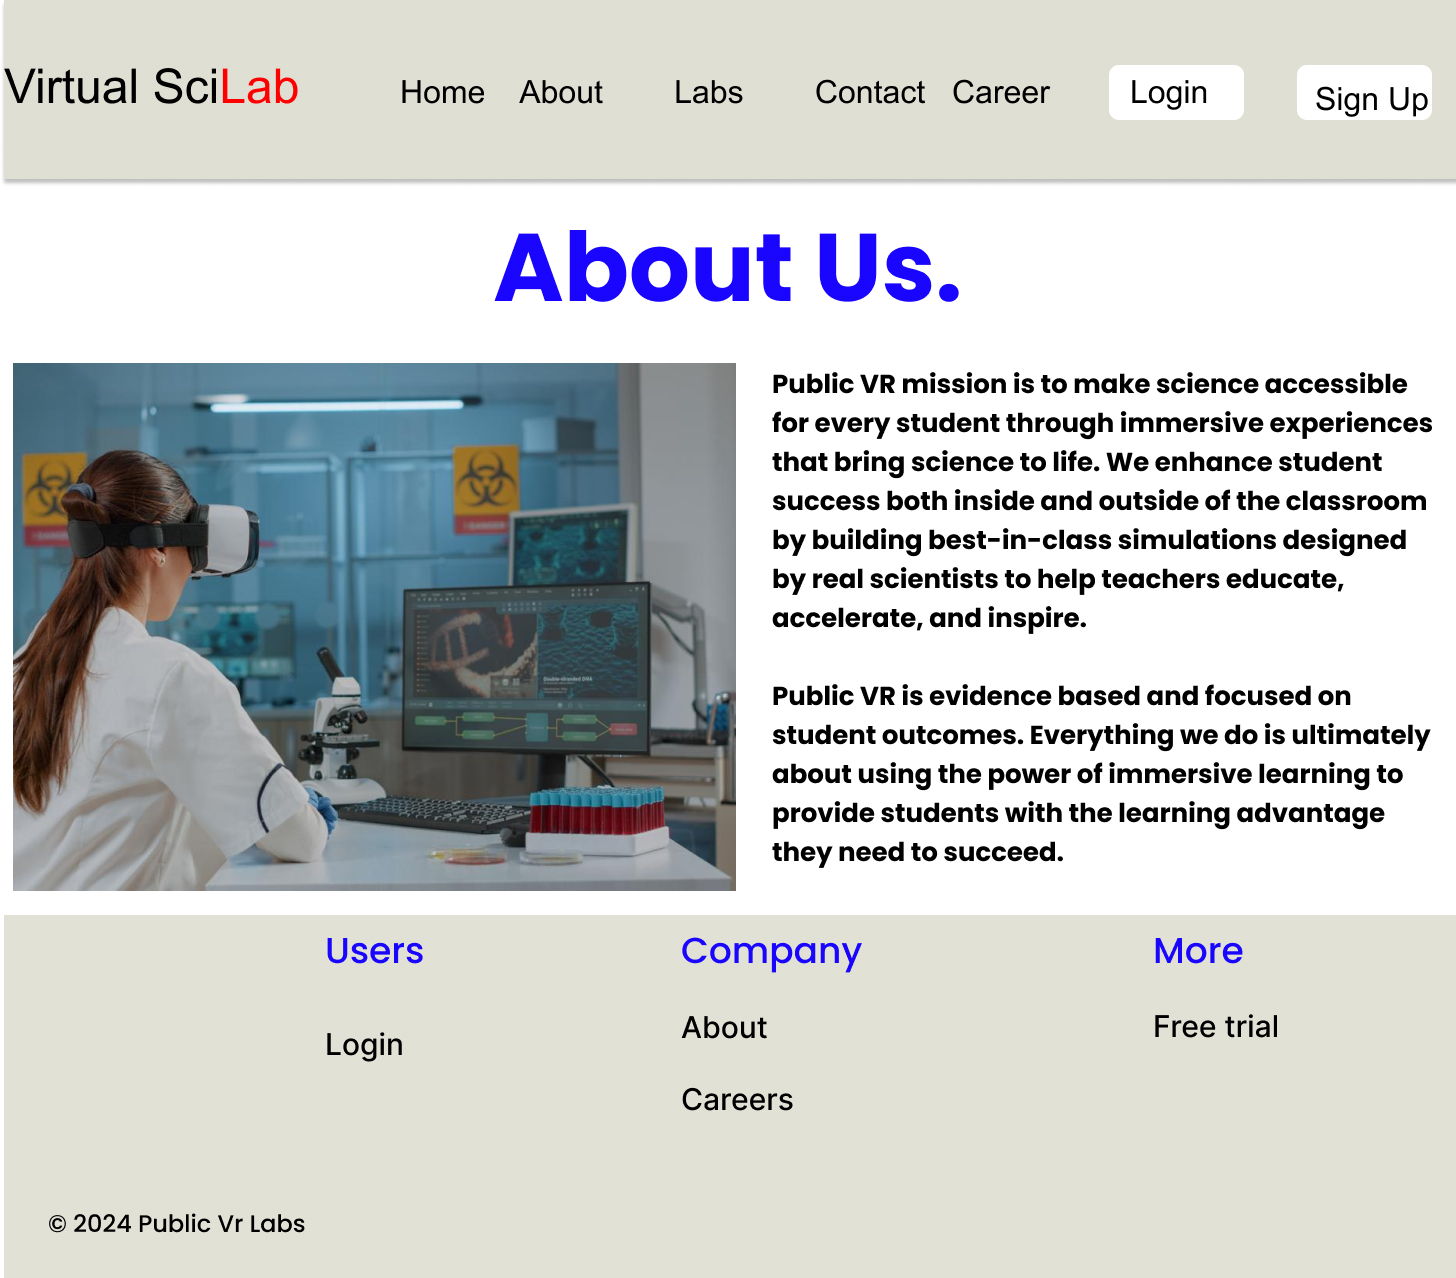 Virtual SciLab
Home About Labs Contact Career Login Sign Up
About Us.
Public VR mission is to make science accessible
for every student through immersive experiences
that bring science to life. We enhance student
success both inside and outside of the classroom
by building best-in-class simulations designed
by real scientists to help teachers educate,
accelerate, and inspire.
Public VR is evidence based and focused on
student outcomes. Everything we do is ultimately
about using the power of immersive learning to
provide students with the learning advantage
they need to succeed.
Double-stranded DNA
Users
Login
Company
About
Careers
More
Free trial
© 2024 Public Vr Labs